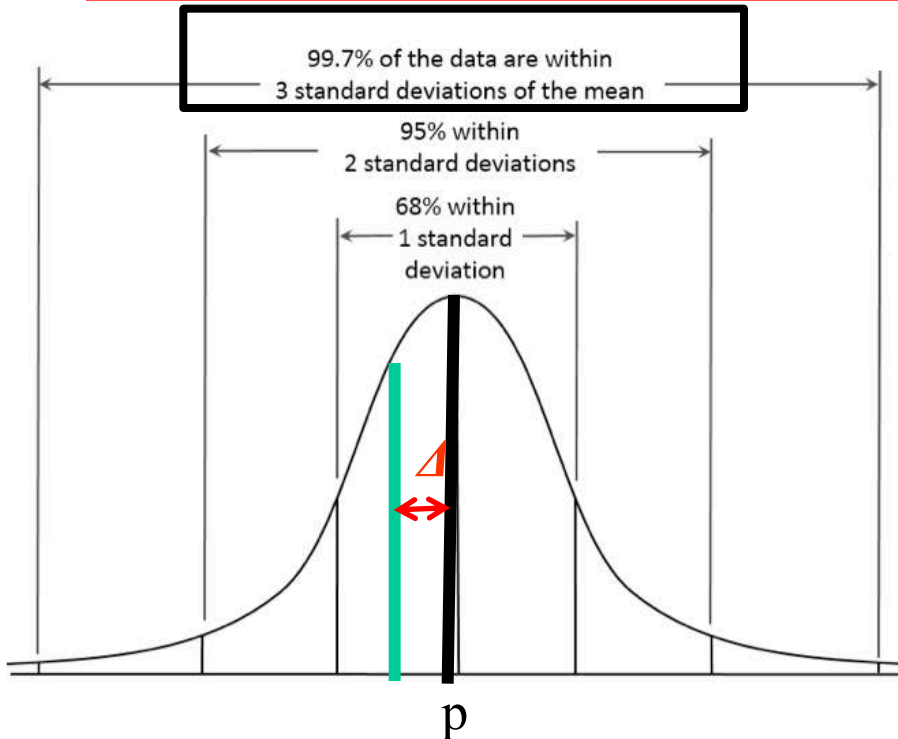 99.7% of the data are within
3 standard deviations of the mean
95% within
2 standard deviations
68% within
1 standard
deviation
Δ
p